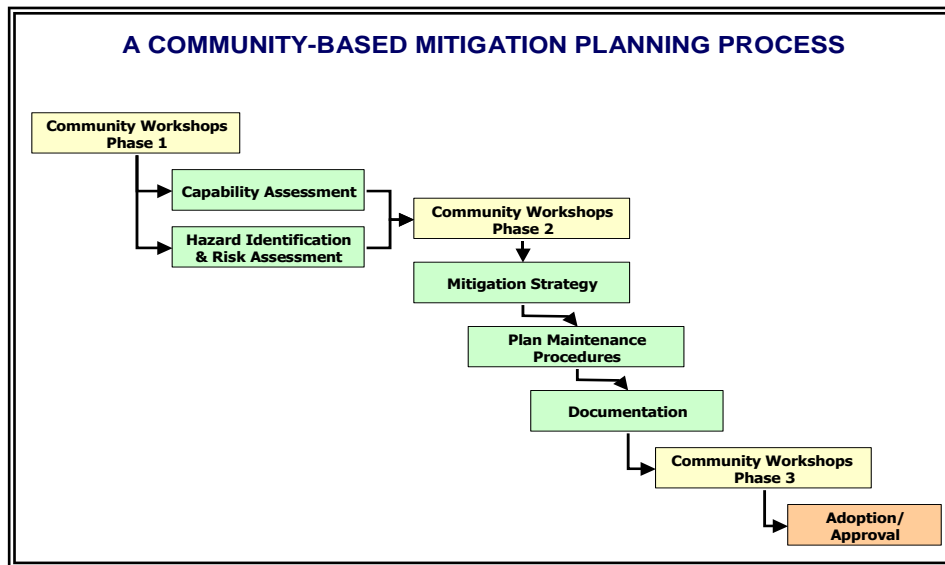 A COMMUNITY-BASED MITIGATION PLANNING PROCESS
Community Workshops
Phase 1
Capability Assessment
Hazard Identification
& Risk Assessment
Community Workshops
Phase 2
Mitigation Strategy
Plan Maintenance
Procedures
Documentation
Community Workshops
Phase 3
Adoption/
Approval